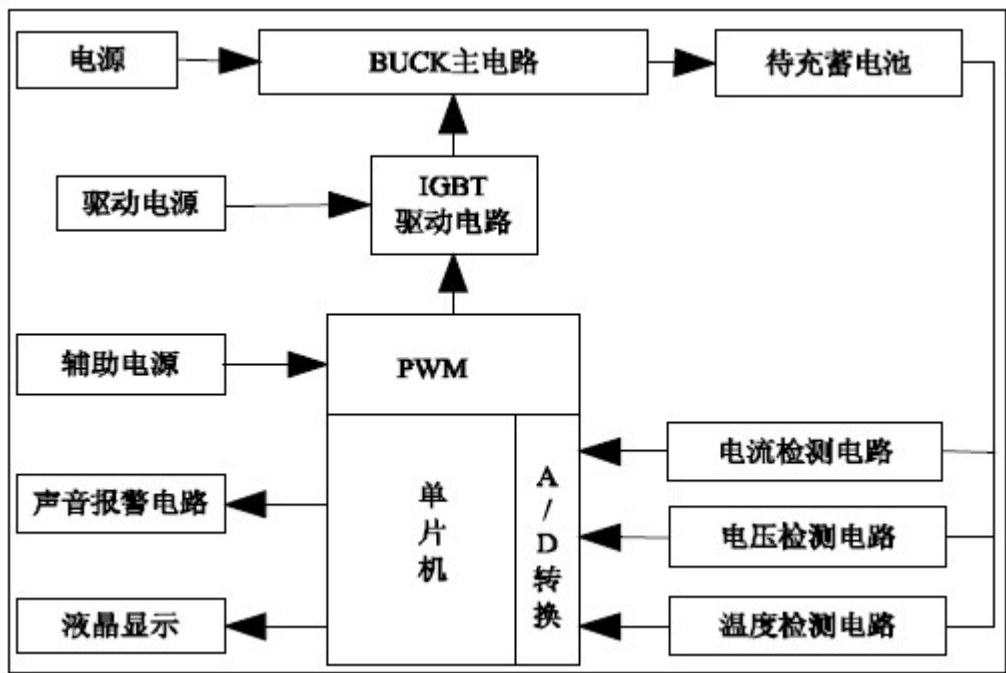 电源
BUCK主电路
待充蓄电池
驱动电源
IGBT
驱动电路
辅助电源
PWM
声音报警电路
液晶显示
单
片
机
A
/
D
转
换
电流检测电路
电压检测电路
温度检测电路